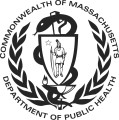 COMMONWEALTH OF MASSACHUSETTS
DEPARTMENT OF PUBLIC HEALTH